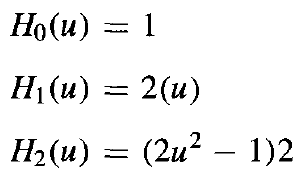 H₀(u) = 1
H₁(u) = 2(u)
H₂(u) = (2u² − 1)2